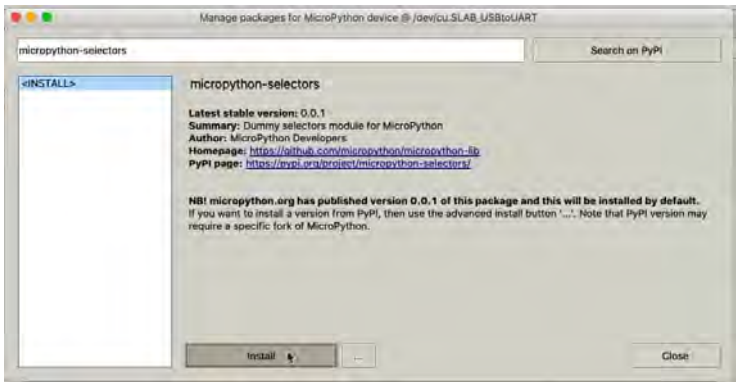 Manage packages for MicroPython device @ /dev/cu.SLAB_USBtoUART
micropython-selectors
Search on PyPI
<INSTALL>
micropython-selectors
Latest stable version: 0.0.1
Summary: Dummy selectors module for MicroPython
Author: MicroPython Developers
Homepage: https://github.com/micropython/micropython-lib
PyPI page: https://pypi.org/project/micropython-selectors/
NB! micropython.org has published version 0.0.1 of this package and this will be installed by default.
If you want to install a version from PyPI, then use the advanced install button '...'. Note that PyPI version may
require a specific fork of MicroPython.
Install
...
Close